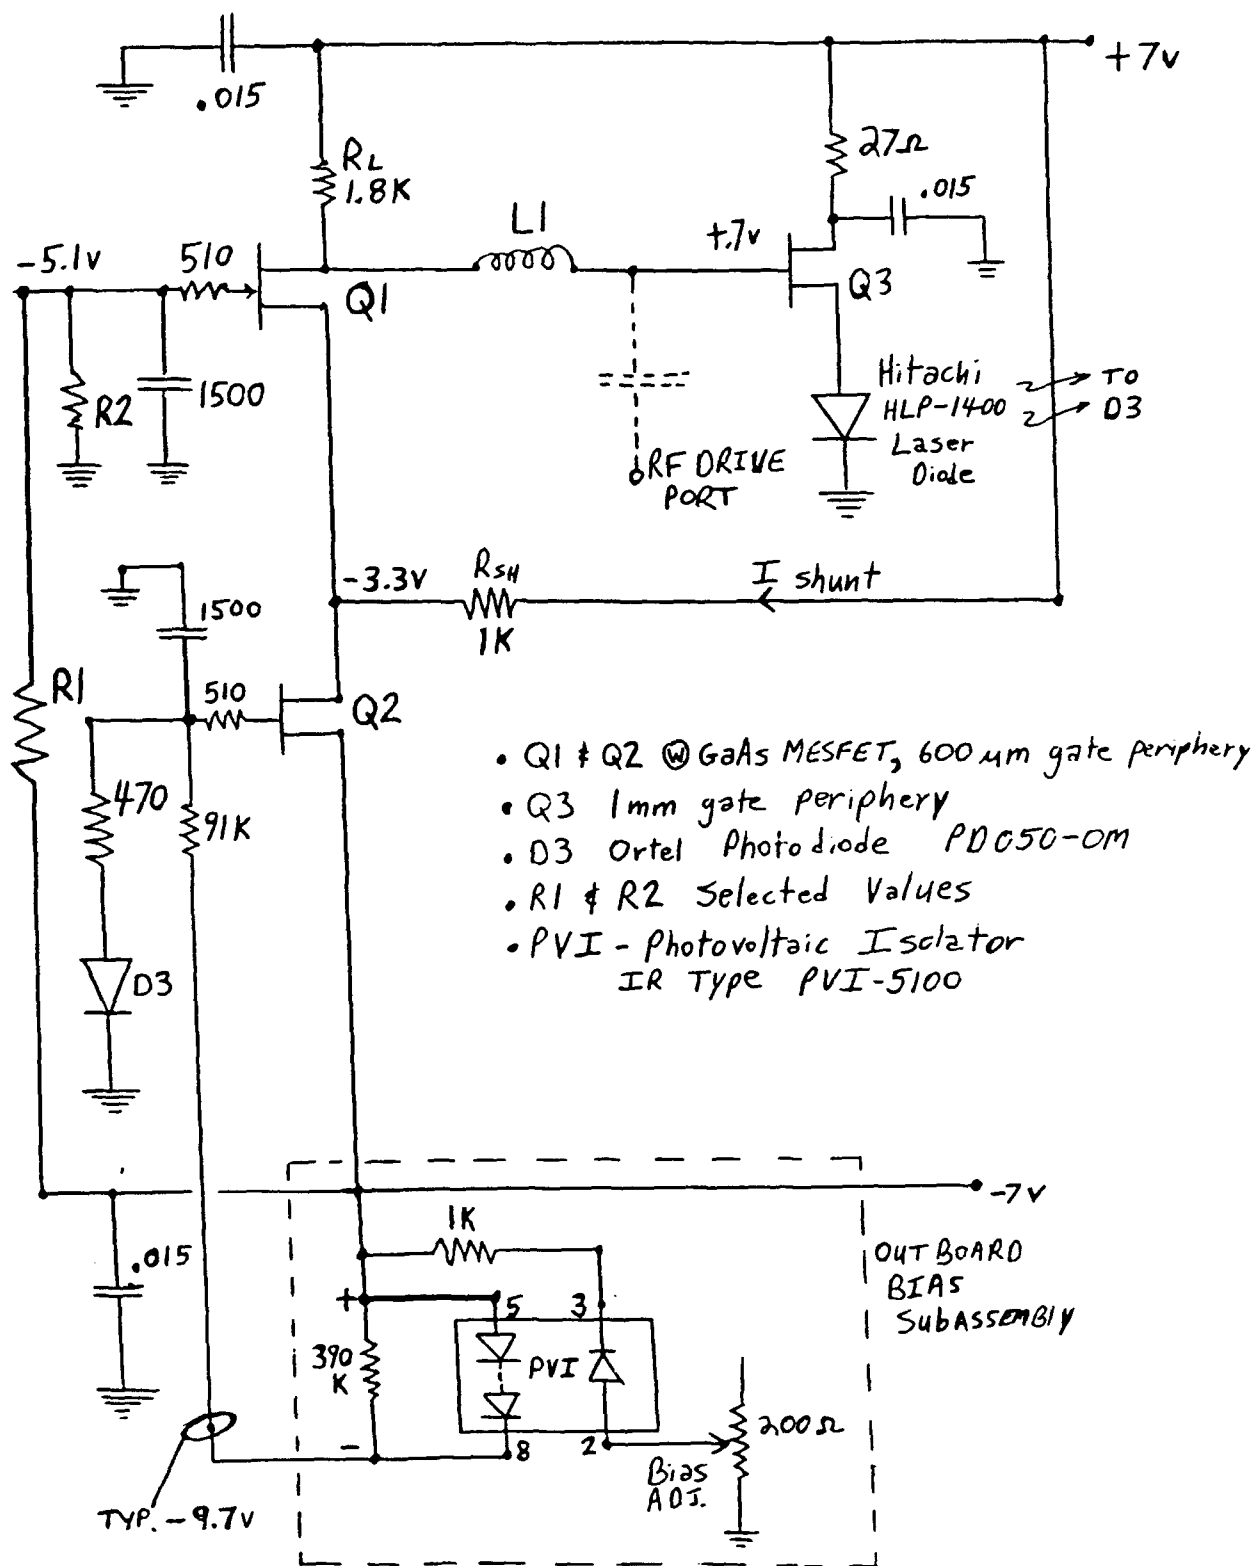 +7v
.015
RL
1.8K
27Ω
.015
L1
+.7v
-5.1v
510
Q1
Q3
R2
1500
Hitachi
HLP-1400
Laser
Diode
TO
D3
RF DRIVE
PORT
-3.3v
RSH
1K
I shunt
1500
R1
510
Q2
470
91K
D3
• Q1 & Q2 @ GaAs MESFET, 600 μm gate periphery
• Q3 1mm gate periphery
• D3 Ortel Photodiode PD050-OM
• R1 & R2 Selected Values
• PVI - Photovoltaic Isolator
IR Type PVI-5100
-7v
.015
1K
OUTBOARD
BIAS
SubASSEMBLY
+
5
3
390
K
PVI
200Ω
-
8
2
Bias
ADJ.
TYP. -9.7v